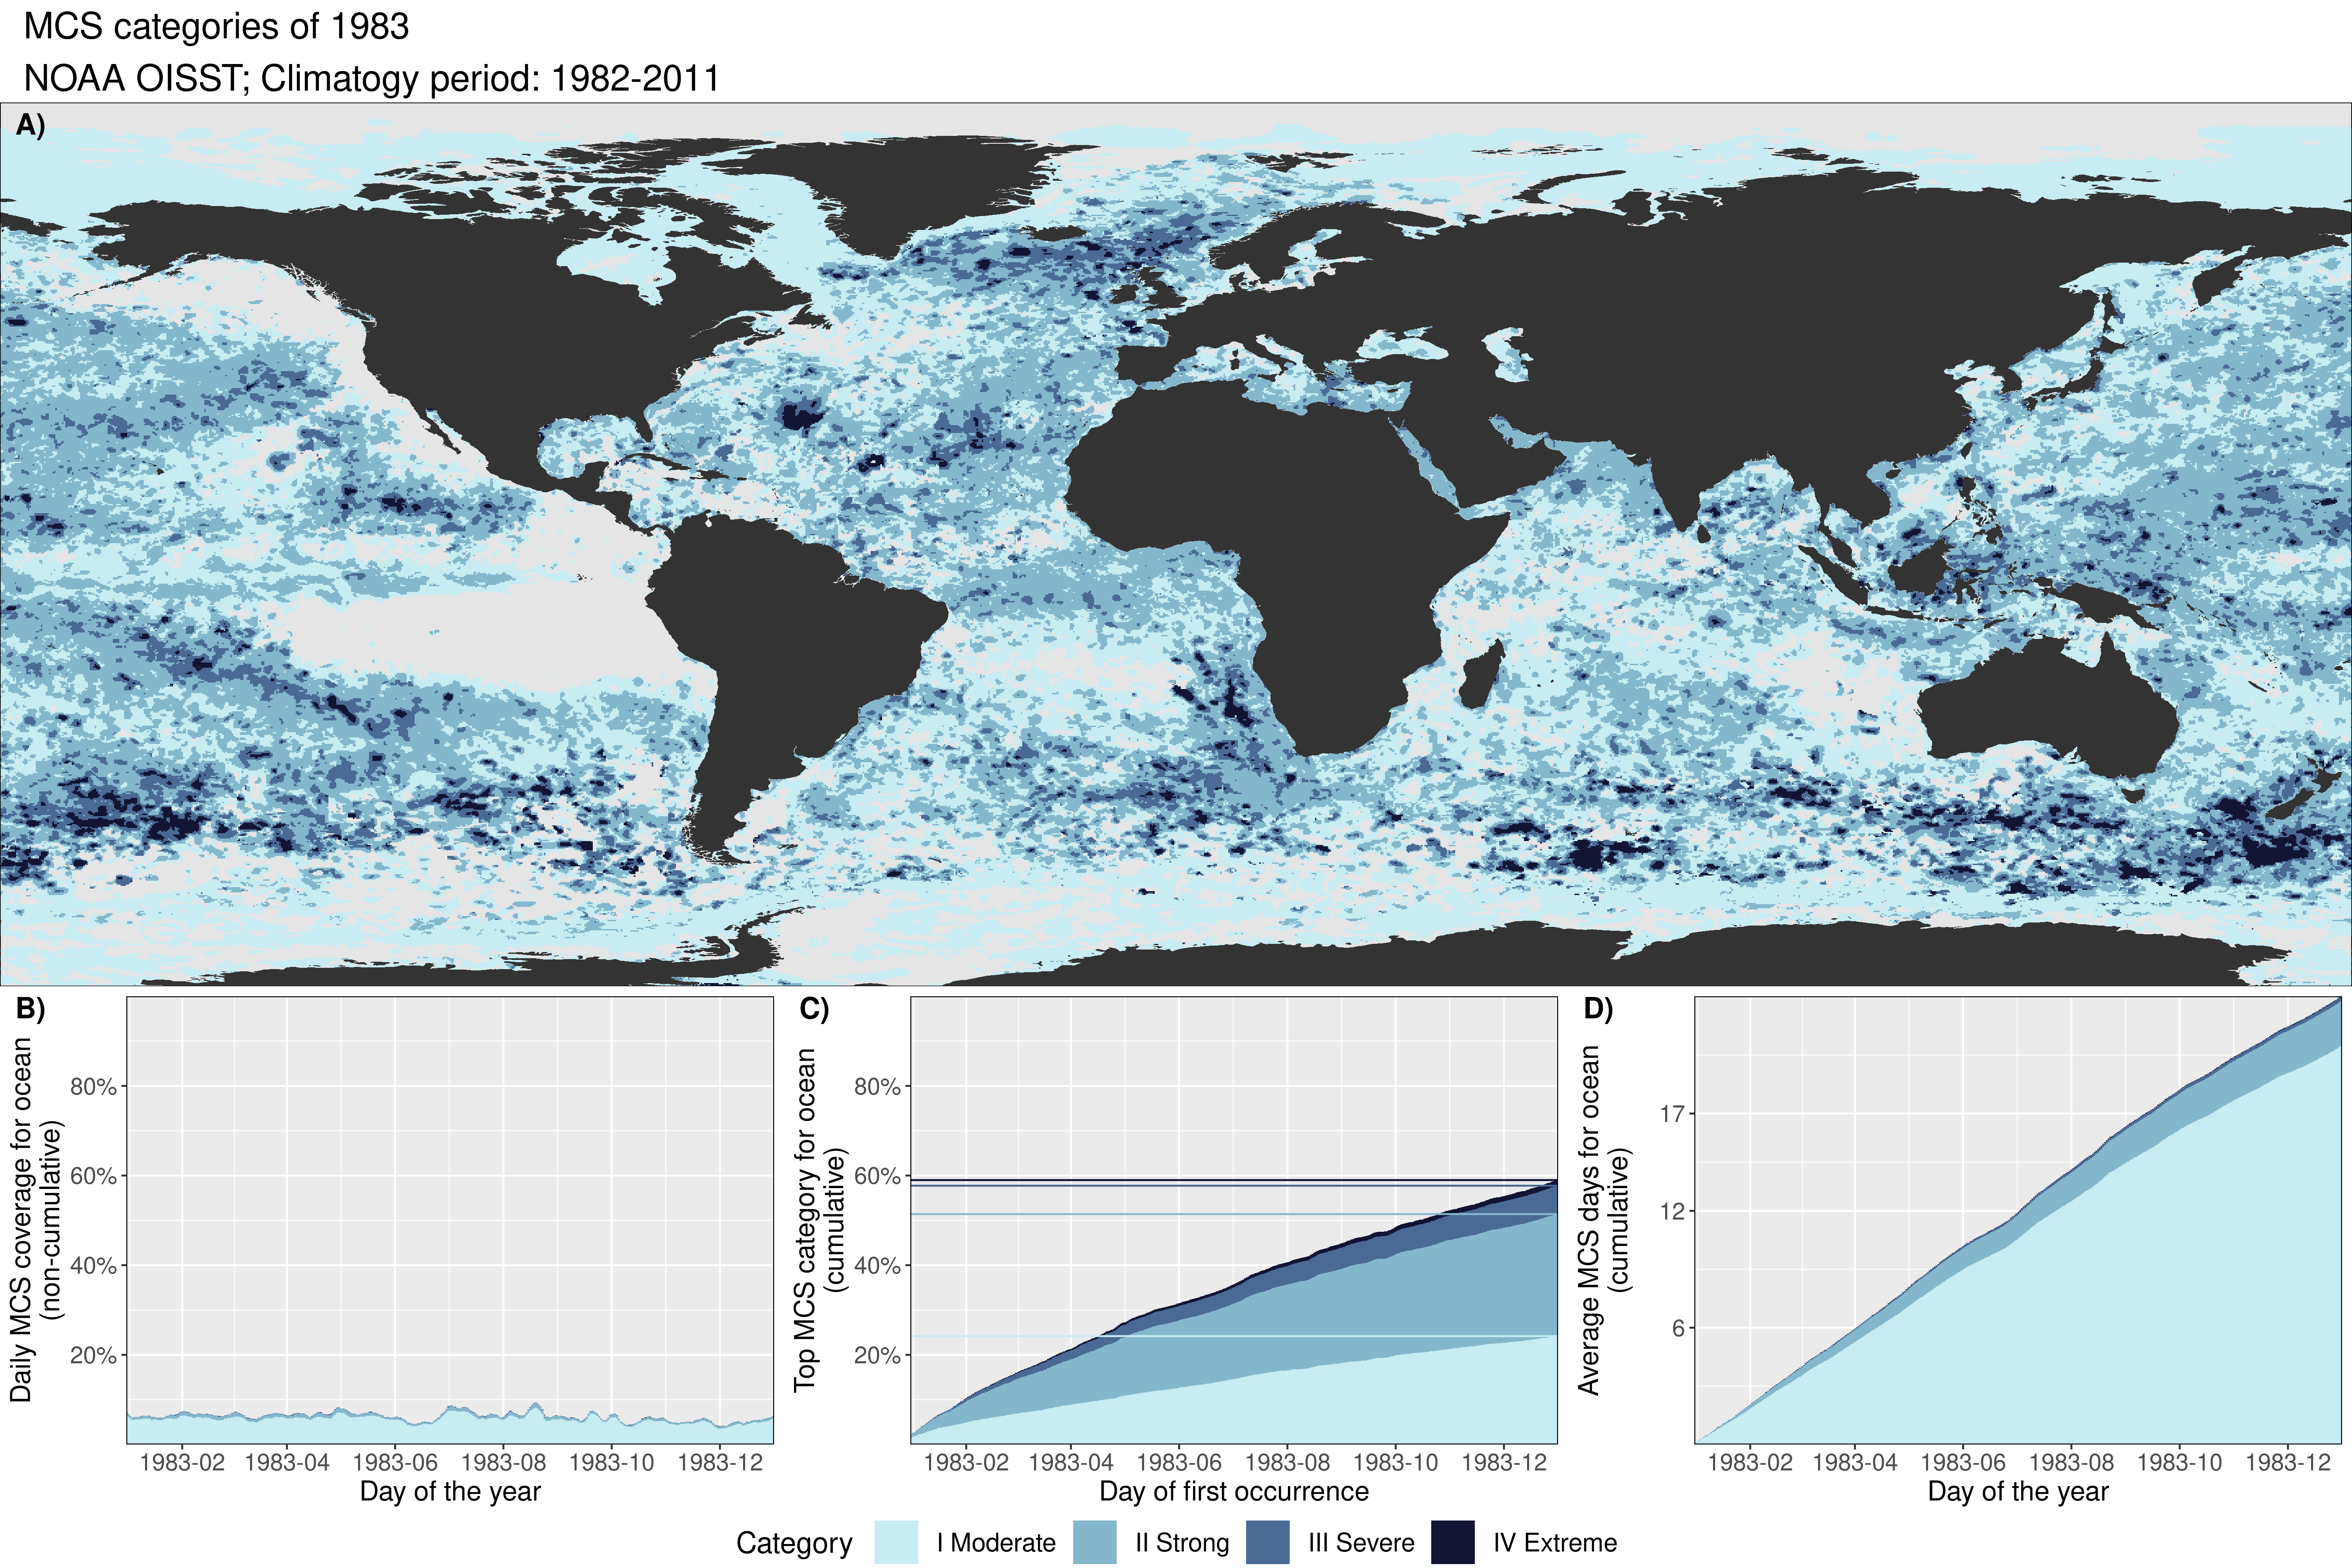 MCS categories of 1983
NOAA OISST; Climatogy period: 1982-2011
A)
B)
Daily MCS coverage for ocean
(non-cumulative)
80%
60%
40%
20%
1983-02 1983-04 1983-06 1983-08 1983-10 1983-12
Day of the year
C)
Top MCS category for ocean
(cumulative)
80%
60%
40%
20%
1983-02 1983-04 1983-06 1983-08 1983-10 1983-12
Day of first occurrence
D)
Average MCS days for ocean
(cumulative)
17
12
6
1983-02 1983-04 1983-06 1983-08 1983-10 1983-12
Day of the year
Category I Moderate II Strong III Severe IV Extreme